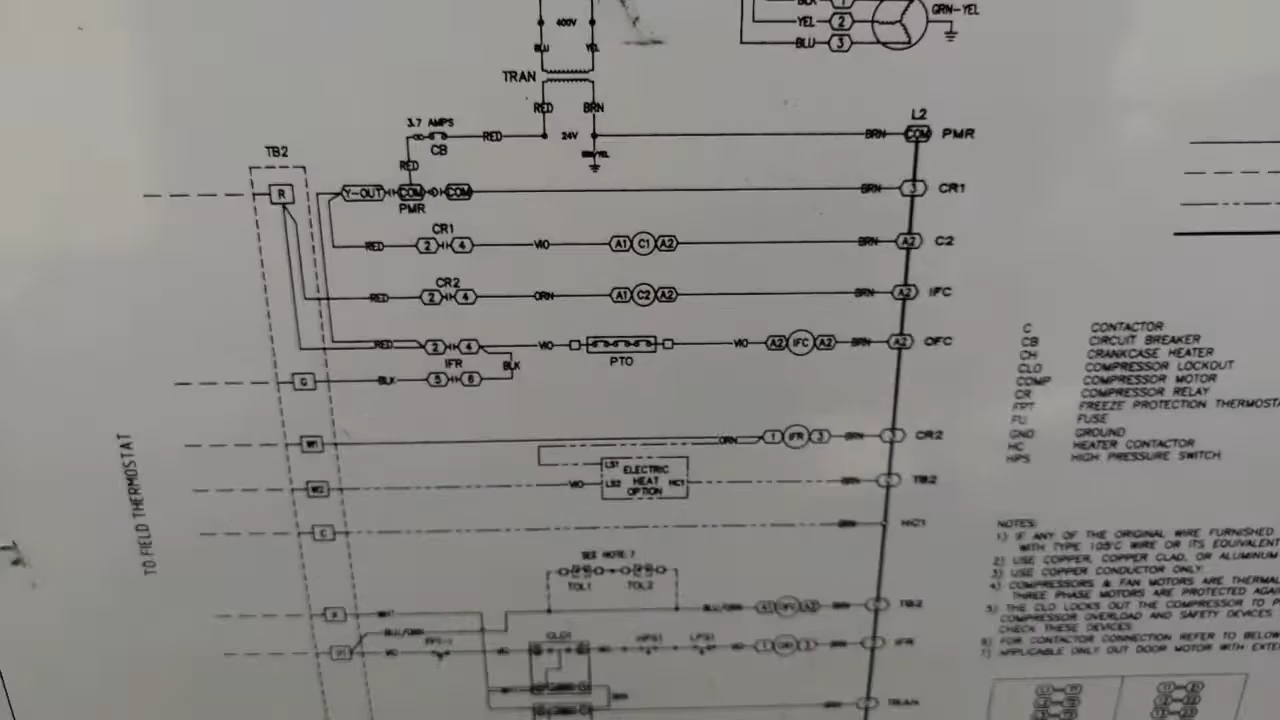 BLK 1
GRN-YEL
400V
YEL 2
BLU YEL
BLU 3
TRAN
RED BRN
L2
3.7 AMPS
RED 24V BRN COM PMR
CB
TB2
RED
R Y-OUT COM COM BRN 3 CR1
PMR
CR1
RED 2 4 VIO A1 C1 A2 BRN A2 C2
CR2
RED 2 4 ORN A1 C2 A2 BRN A2 IFC
RED 2 4 VIO VIO A2 IFC A2 BRN A2 OFC
IFR BLK PTO
G BLK 5 6
W1 ORN 1 IFR 3 BRN CR2
LS1 ELECTRIC
W2 VIO LS2 HEAT HC1 BRN TB2
OPTION
C BRN HC1
TO FIELD THERMOSTAT
SEE NOTE 7
TOL1 TOL2
WHT BLU/ORN A1 A2 BRN TB2
BLU/ORN
CLO1 HPS1 LPS1
Y1 IFR
TRAN
C CONTACTOR
CB CIRCUIT BREAKER
CH CRANKCASE HEATER
CLO COMPRESSOR LOCKOUT
COMP COMPRESSOR MOTOR
CR COMPRESSOR RELAY
FPT FREEZE PROTECTION THERMOSTA
FU FUSE
GND GROUND
HC HEATER CONTACTOR
HPS HIGH PRESSURE SWITCH
NOTES:
1) IF ANY OF THE ORIGINAL WIRE FURNISHED
WITH TYPE 105°C WIRE OR ITS EQUIVALENT
2) USE COPPER, COPPER CLAD, OR ALUMINUM
3) USE COPPER CONDUCTOR ONLY.
4) COMPRESSORS & FAN MOTORS ARE THERMAL
THREE PHASE MOTORS ARE PROTECTED AGAI
5) THE CLO LOCKS OUT THE COMPRESSOR TO P
COMPRESSOR OVERLOAD AND SAFETY DEVICES
CHECK THESE DEVICES
6) FOR CONTACTOR CONNECTION REFER TO BELOW
7) APPLICABLE ONLY OUT DOOR MOTOR WITH EXTE